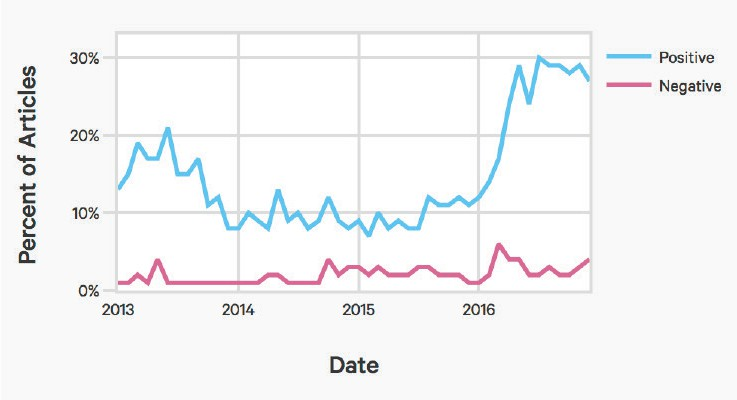 30%
20%
10%
0%
Percent of Articles
2013
2014
2015
2016
Date
Positive
Negative